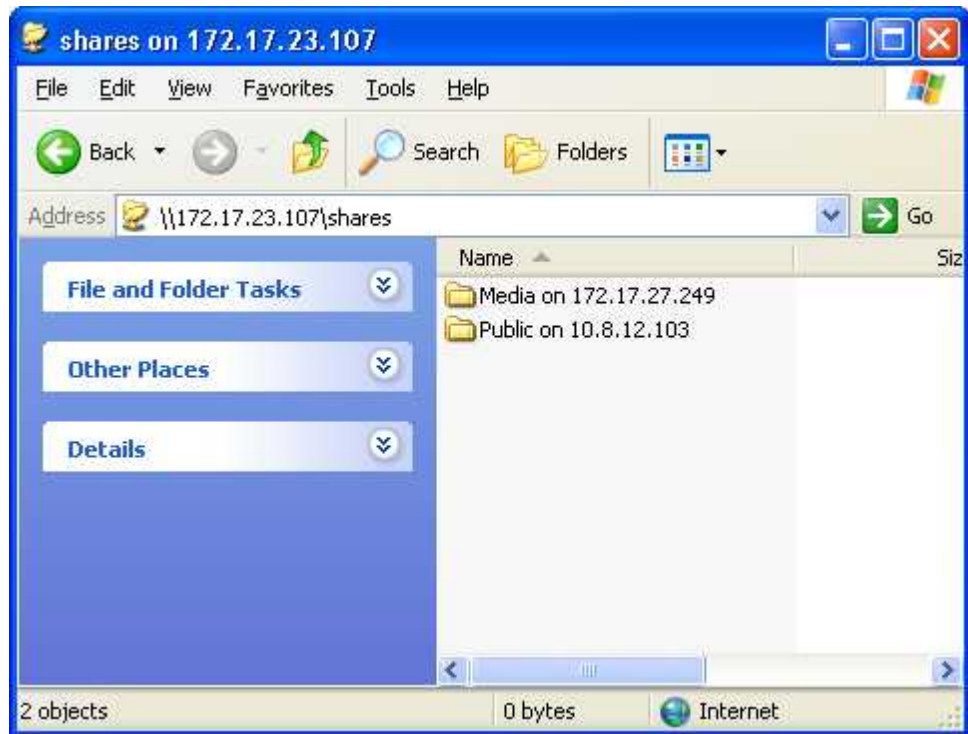 shares on 172.17.23.107
File Edit View Favorites Tools Help
Back Search Folders
Address \\172.17.23.107\shares Go
Name Siz
File and Folder Tasks
Media on 172.17.27.249
Public on 10.8.12.103
Other Places
Details
2 objects 0 bytes Internet